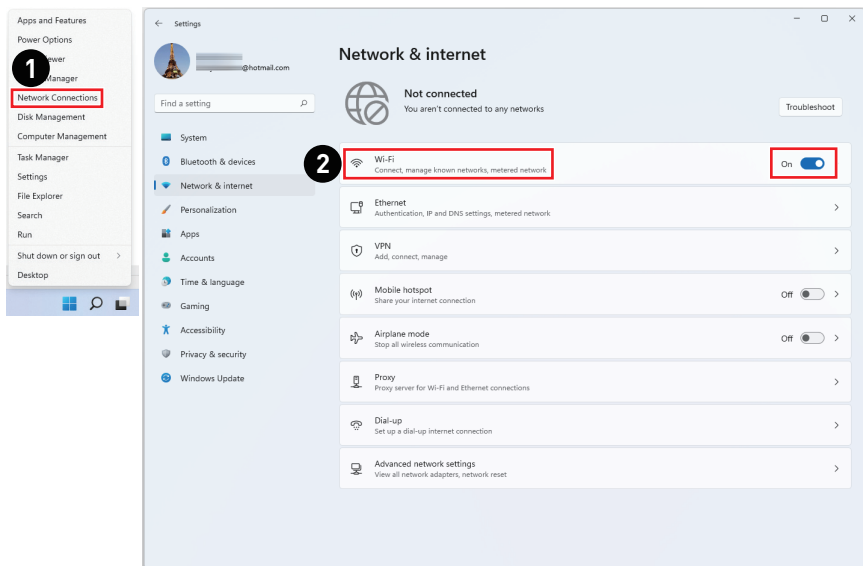 Apps and Features
Power Options
ewer
1
Manager
Network Connections
Disk Management
Computer Management
Task Manager
Settings
File Explorer
Search
Run
Shut down or sign out
Desktop
Settings
@hotmail.com
Find a setting
System
Bluetooth & devices
Network & internet
Personalization
Apps
Accounts
Time & language
Gaming
Accessibility
Privacy & security
Windows Update
Network & internet
Not connected
You aren't connected to any networks
Troubleshoot
2
Wi-Fi
Connect, manage known networks, metered network
On
Ethernet
Authentication, IP and DNS settings, metered network
VPN
Add, connect, manage
Mobile hotspot
Share your internet connection
Off
Airplane mode
Stop all wireless communication
Off
Proxy
Proxy server for Wi-Fi and Ethernet connections
Dial-up
Set up a dial-up internet connection
Advanced network settings
View all network adapters, network reset